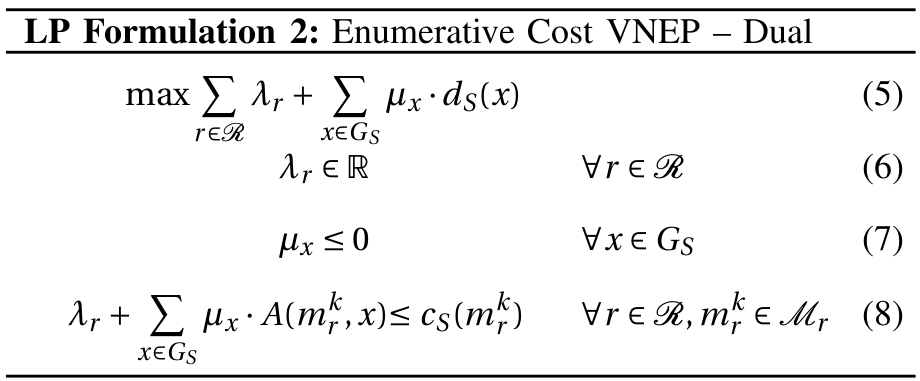 LP Formulation 2: Enumerative Cost VNEP – Dual
max ∑_{r∈ℛ} λ_r + ∑_{x∈G_S} μ_x · d_S(x) (5)
λ_r ∈ ℝ ∀r ∈ ℛ (6)
μ_x ≤ 0 ∀x ∈ G_S (7)
λ_r + ∑_{x∈G_S} μ_x · A(m_r^k, x) ≤ c_S(m_r^k) ∀r ∈ ℛ, m_r^k ∈ ℳ_r (8)